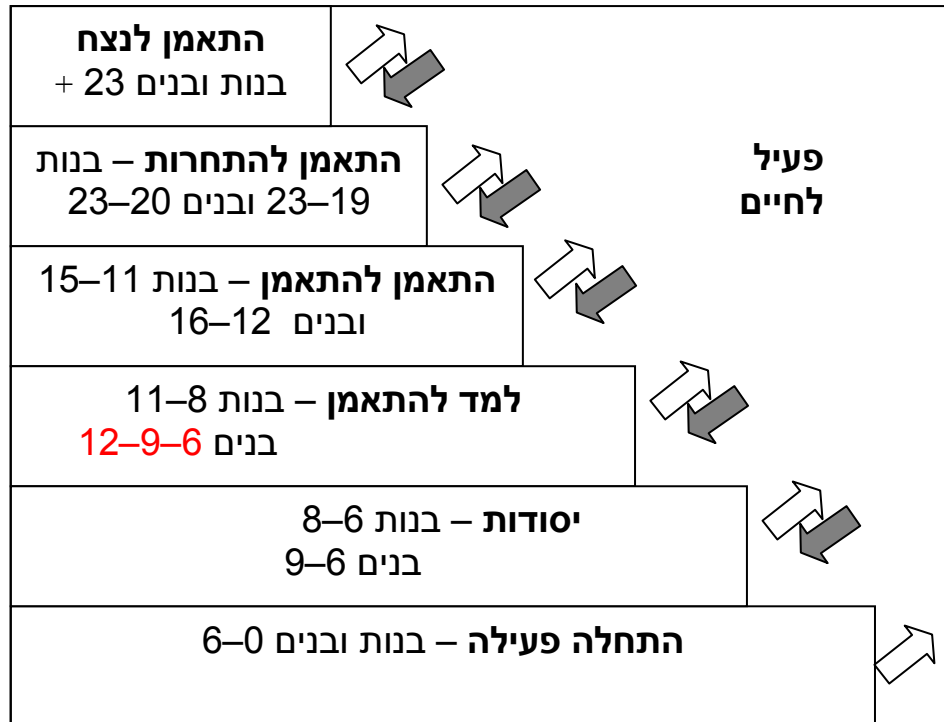 התאמן לנצח
בנות ובנים 23 +
התאמן להתחרות – בנות
19–23 ובנים 20–23
פעיל
לחיים
התאמן להתאמן – בנות 11–15
ובנים 12–16
למד להתאמן – בנות 8–11
בנים 6–9–12
יסודות – בנות 6–8
בנים 6–9
התחלה פעילה – בנות ובנים 0–6